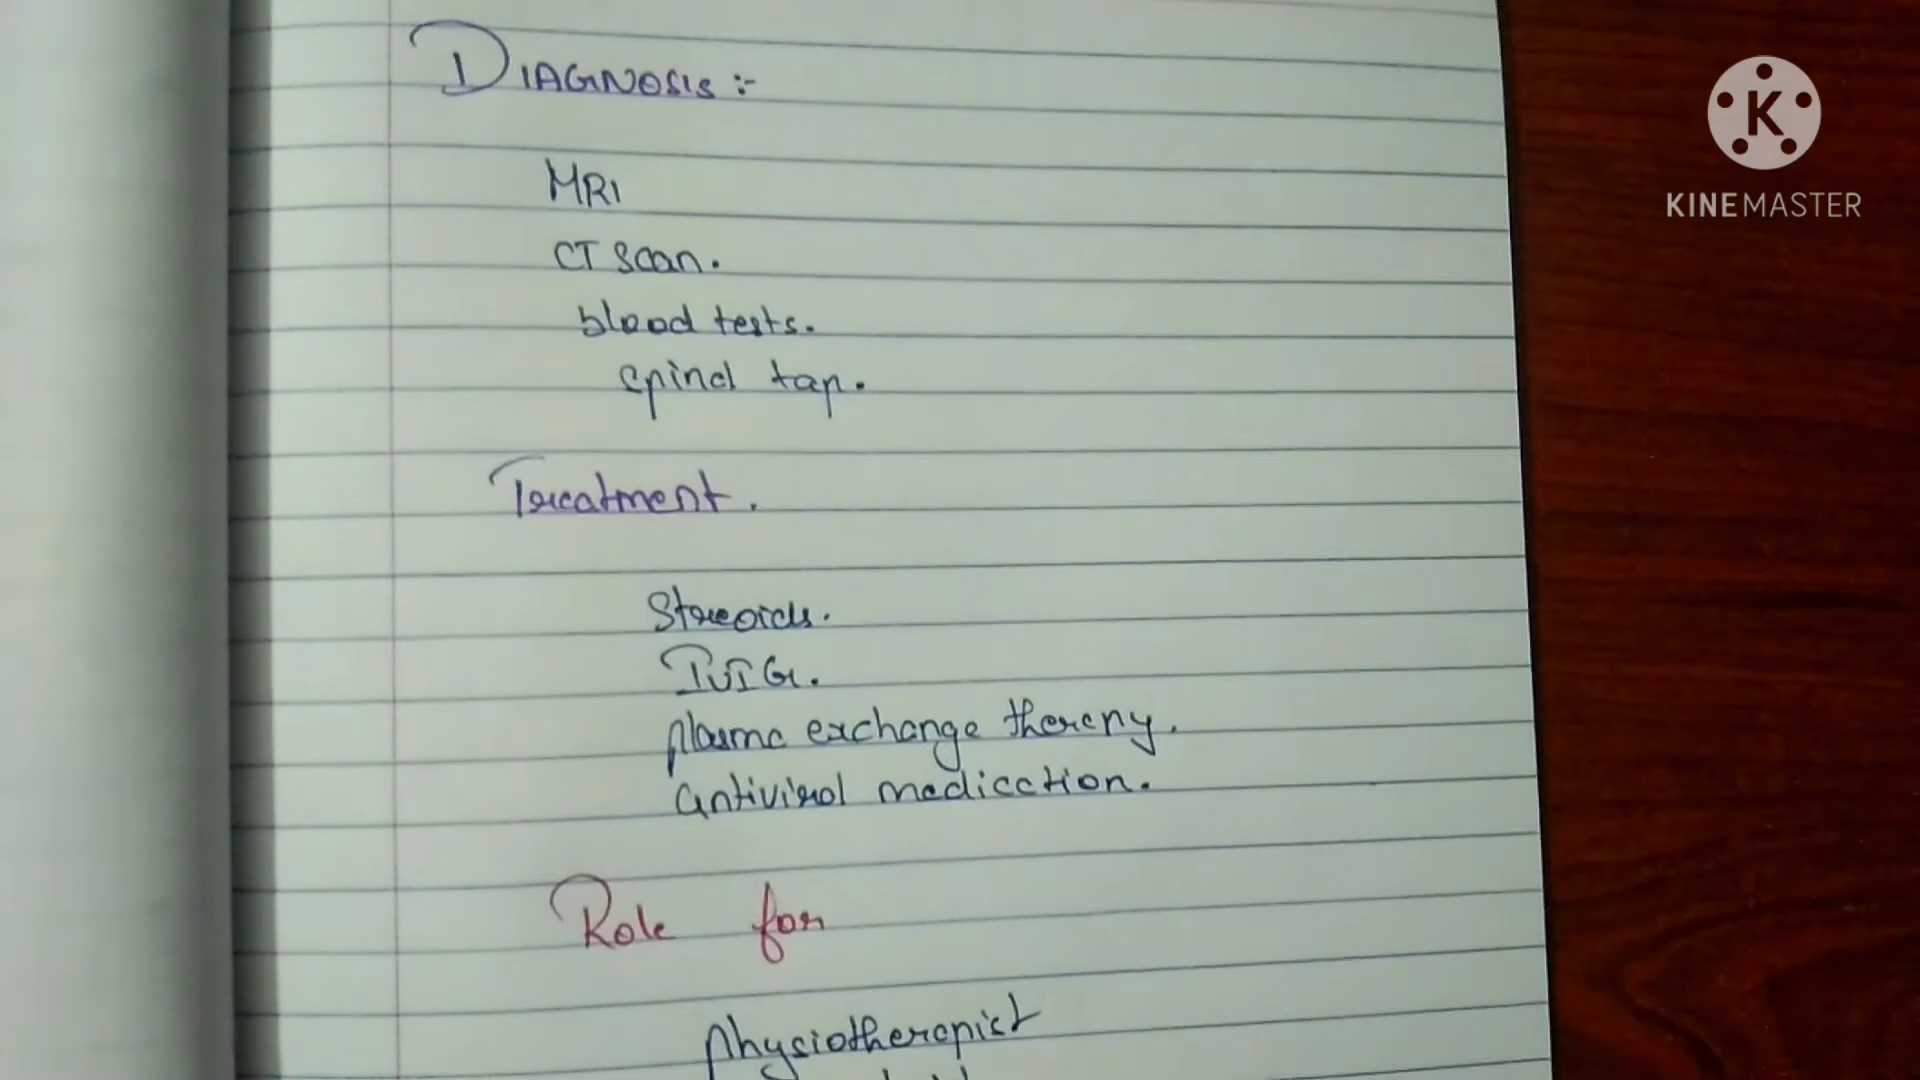 DIAGNOSIS :-
MRI
CT Scan.
blood tests.
spinal tap.
Treatment.
Steroids.
IVIG.
plasma exchange therapy.
antiviral medication.
Role for
physiotherapist
K
KINEMASTER